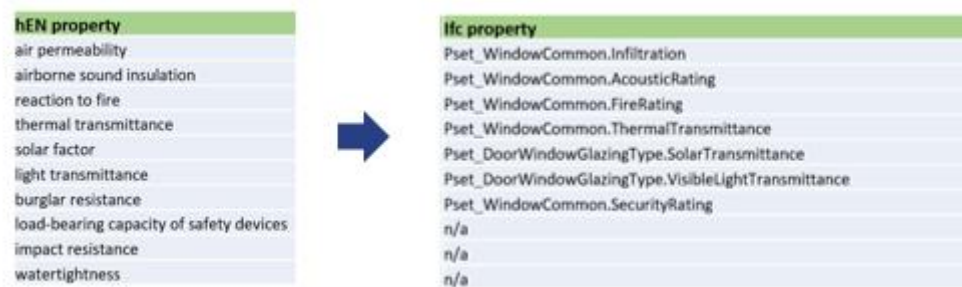 hEN property
air permeability
airborne sound insulation
reaction to fire
thermal transmittance
solar factor
light transmittance
burglar resistance
load-bearing capacity of safety devices
impact resistance
watertightness
Ifc property
Pset_WindowCommon.Infiltration
Pset_WindowCommon.AcousticRating
Pset_WindowCommon.FireRating
Pset_WindowCommon.ThermalTransmittance
Pset_DoorWindowGlazingType.SolarTransmittance
Pset_DoorWindowGlazingType.VisibleLightTransmittance
Pset_WindowCommon.SecurityRating
n/a
n/a
n/a